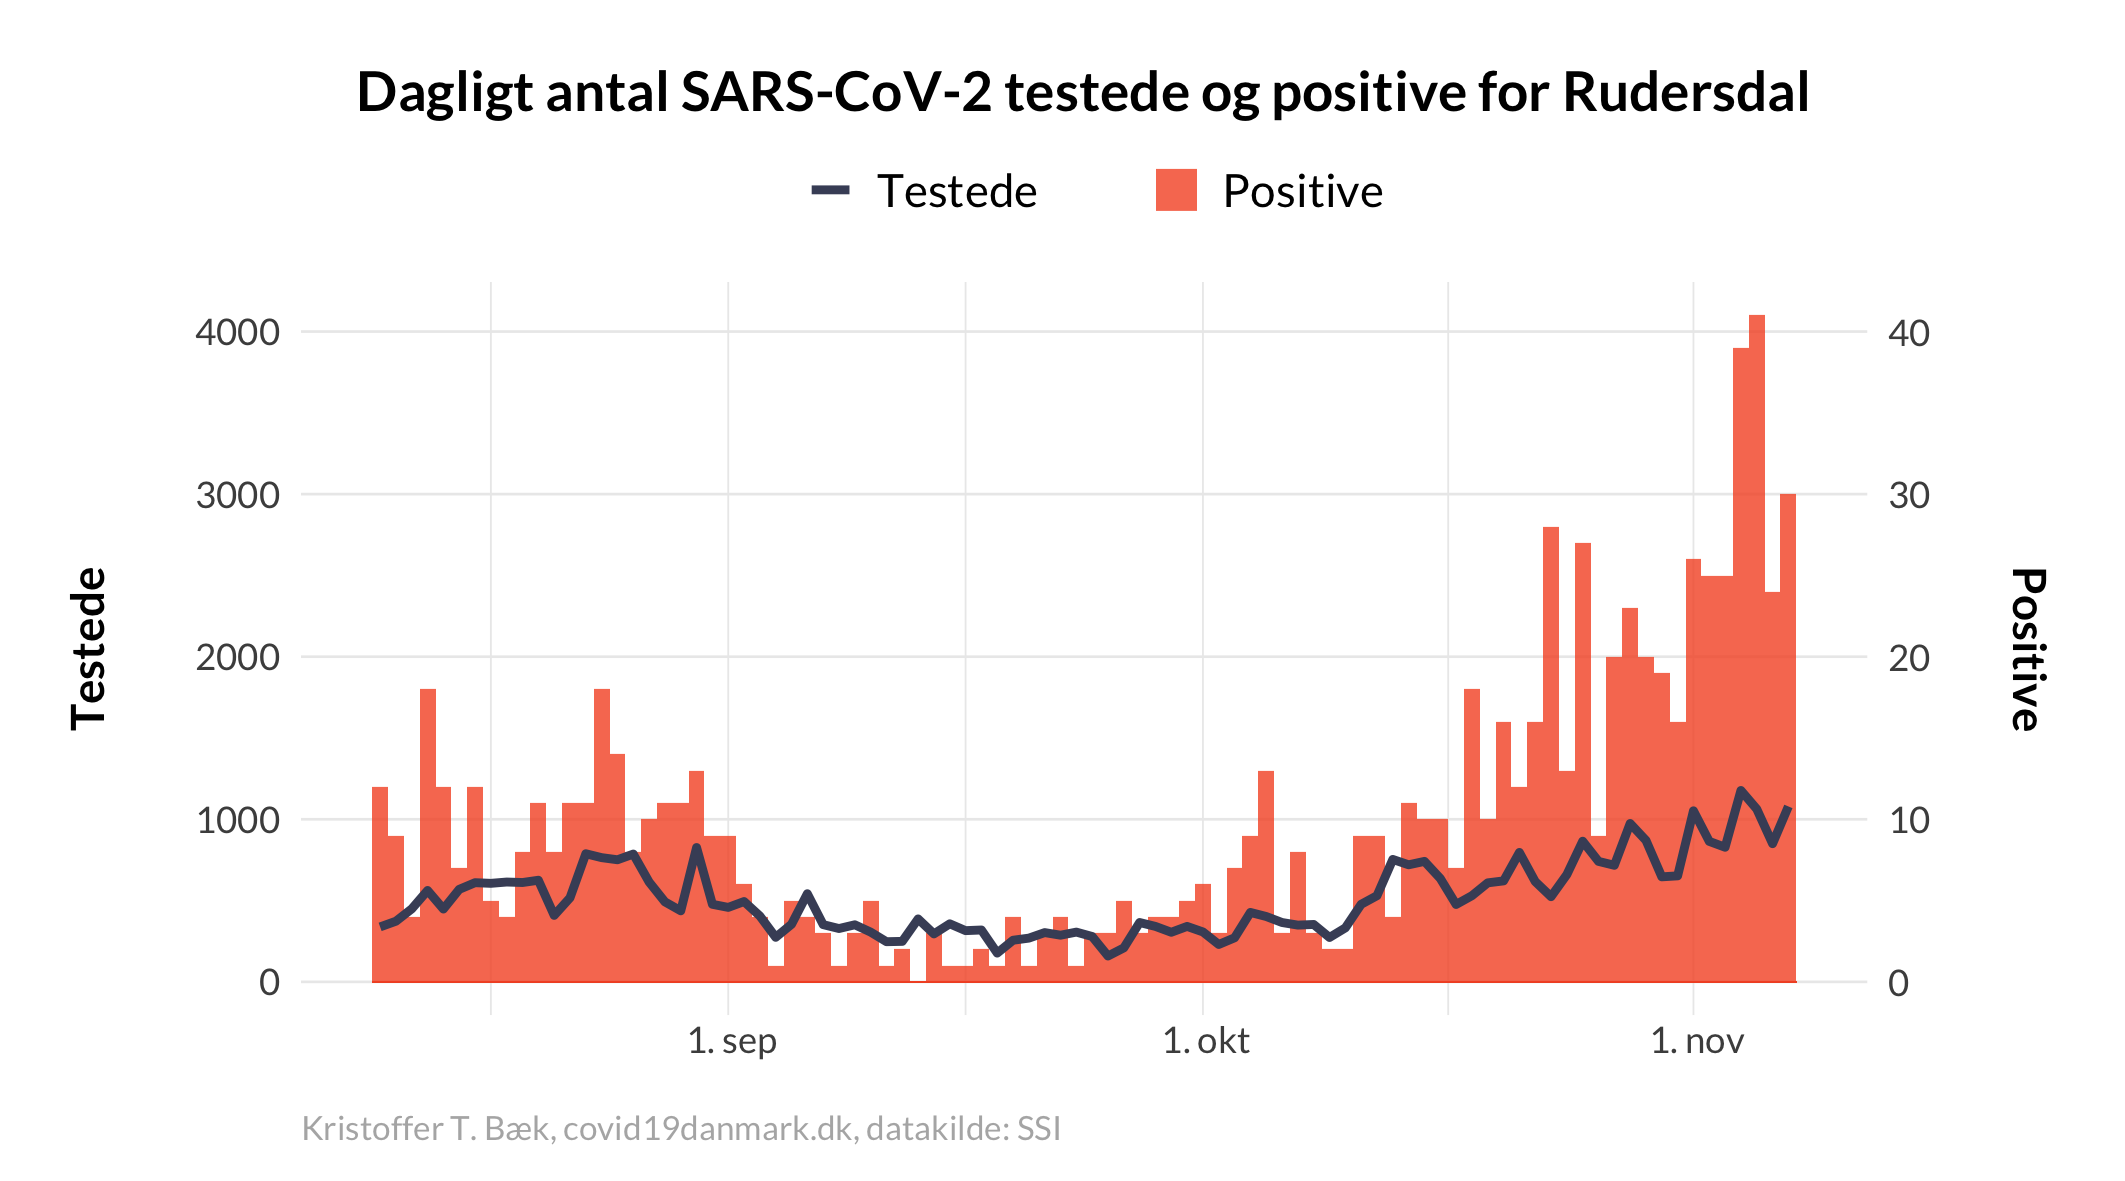 Dagligt antal SARS-CoV-2 testede og positive for Rudersdal
Testede
Positive
4000
3000
2000
1000
0
Testede
40
30
20
10
0
Positive
1. sep
1. okt
1. nov
Kristoffer T. Bæk, covid19danmark.dk, datakilde: SSI